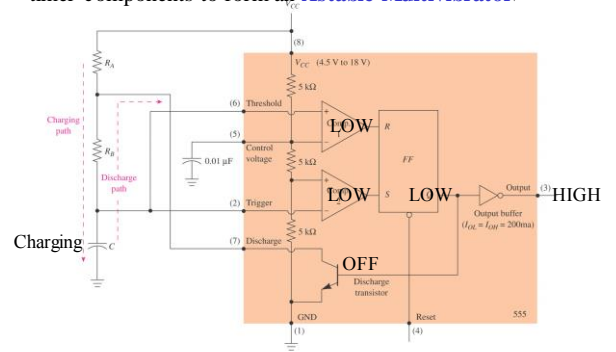 timer components to form an Astable Multivibrator.
VCC
(8)
VCC (4.5 V to 18 V)
RA
5 kΩ
(6) Threshold
Charging path
LOW
R
(5)
Control voltage
0.01 μF
RB
5 kΩ
FF
Discharge path
LOW
S
LOW
Output (3) HIGH
(2) Trigger
Output buffer
(IOL = IOH = 200ma)
Charging
C
(7) Discharge
5 kΩ
OFF
Discharge transistor
GND
Reset
555
(1)
(4)